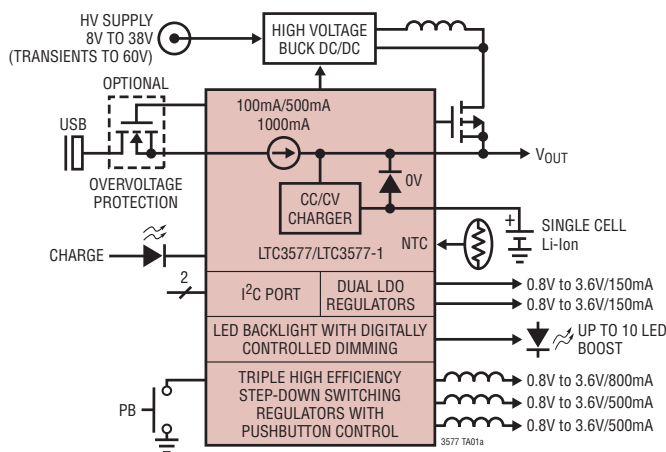 HV SUPPLY
8V TO 38V
(TRANSIENTS TO 60V)
HIGH VOLTAGE
BUCK DC/DC
OPTIONAL
USB
OVERVOLTAGE
PROTECTION
100mA/500mA
1000mA
VOUT
0V
CC/CV
CHARGER
+
SINGLE CELL
Li-Ion
NTC
LTC3577/LTC3577-1
CHARGE
2
I2C PORT
DUAL LDO
REGULATORS
0.8V to 3.6V/150mA
0.8V to 3.6V/150mA
LED BACKLIGHT WITH DIGITALLY
CONTROLLED DIMMING
UP TO 10 LED
BOOST
TRIPLE HIGH EFFICIENCY
STEP-DOWN SWITCHING
REGULATORS WITH
PUSHBUTTON CONTROL
PB
0.8V to 3.6V/800mA
0.8V to 3.6V/500mA
0.8V to 3.6V/500mA
3577 TA01a